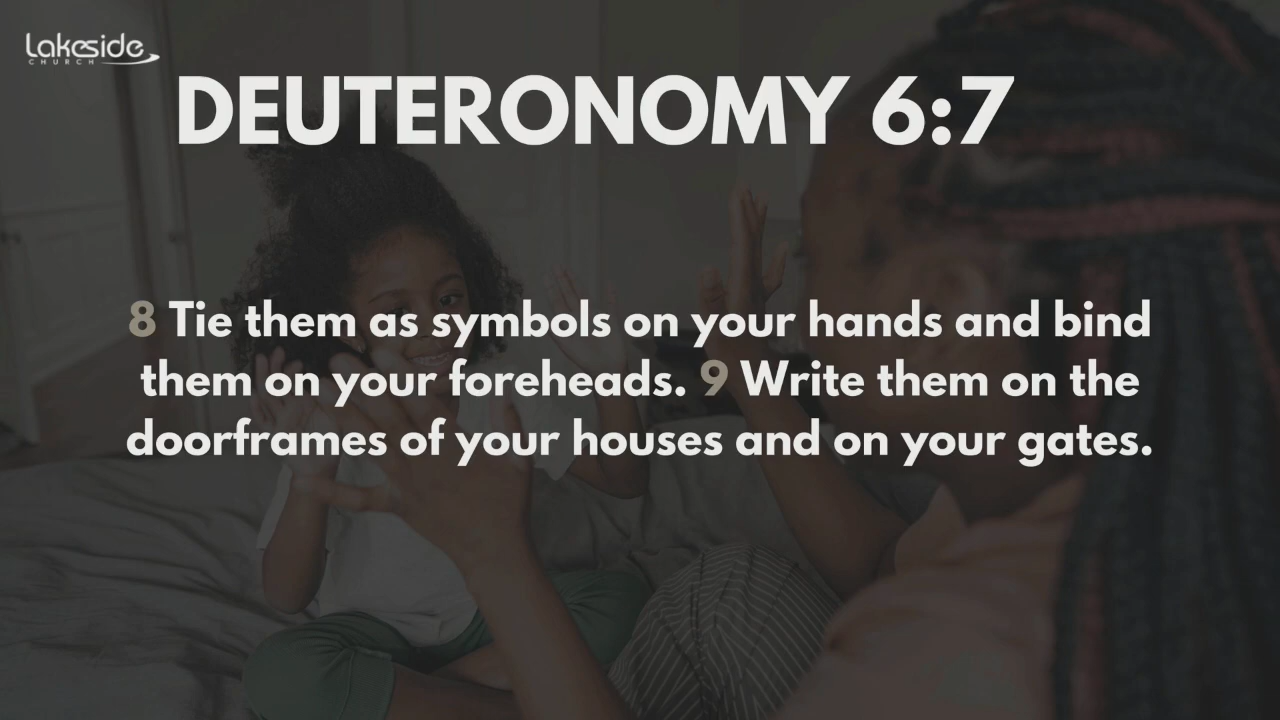 Lakeside
CHURCH
DEUTERONOMY 6:7
8 Tie them as symbols on your hands and bind
them on your foreheads. 9 Write them on the
doorframes of your houses and on your gates.